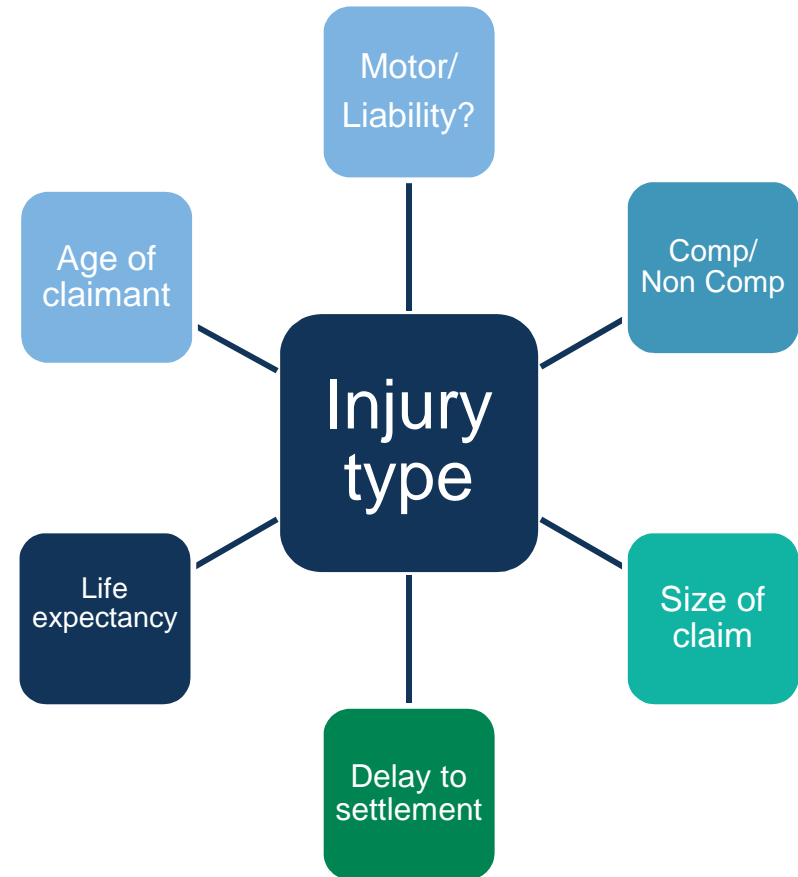 Motor/
Liability?
Age of
claimant
Comp/
Non Comp
Injury
type
Life
expectancy
Size of
claim
Delay to
settlement